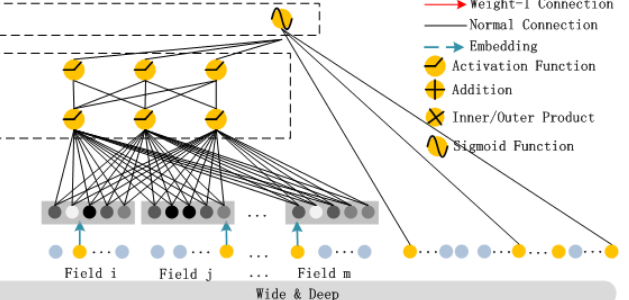 Weight-1 Connection
Normal Connection
Embedding
Activation Function
Addition
Inner/Outer Product
Sigmoid Function
...
... ... ... ... ... ... ...
Field i Field j ... Field m
Wide & Deep